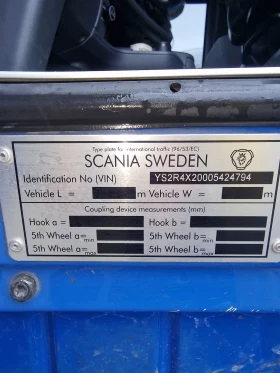 Type plate for international traffic (96/53/EC)
SCANIA SWEDEN
Identification No (VIN) YS2R4X20005424794
Vehicle L = m Vehicle W = m
Coupling device measurements (mm)
Hook a = Hook b =
5th Wheel a min = 5th Wheel b min =
5th Wheel a max = 5th Wheel b max =